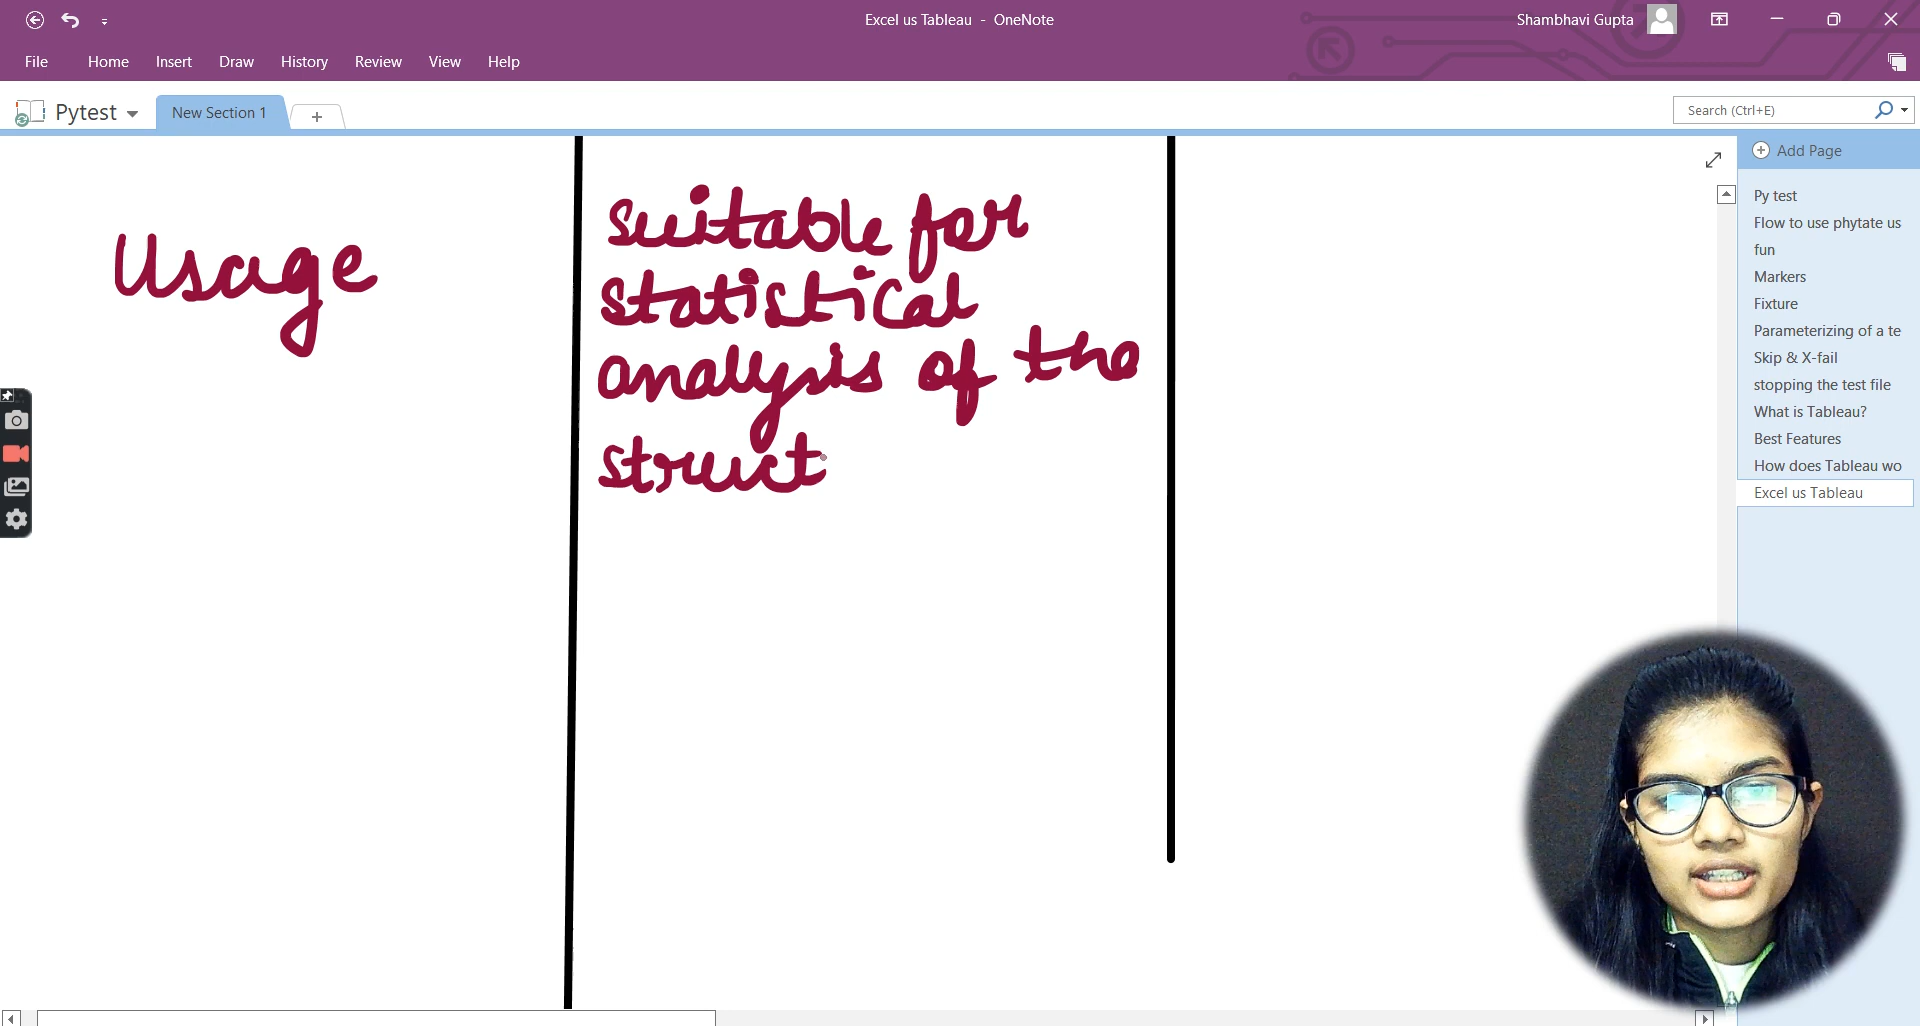 Excel us Tableau - OneNote
Shambhavi Gupta
File Home Insert Draw History Review View Help
Pytest
New Section 1
+
Search (Ctrl+E)
Add Page
Py test
Flow to use phytate us
fun
Markers
Fixture
Parameterizing of a te
Skip & X-fail
stopping the test file
What is Tableau?
Best Features
How does Tableau wo
Excel us Tableau
Usage
suitable for
statistical
analysis of the
struct